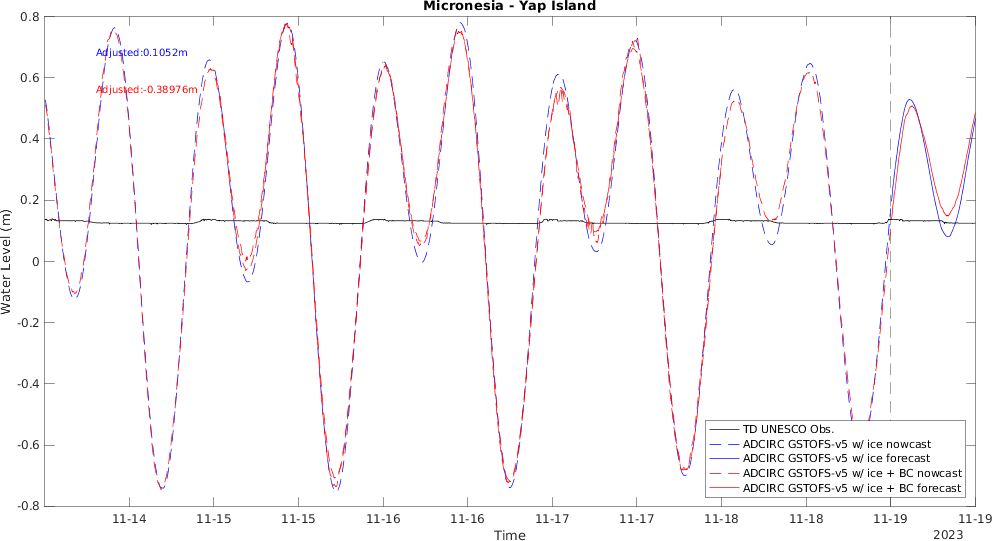 Micronesia - Yap Island
0.8
Adjusted:0.1052m
0.6
Adjusted:-0.38976m
0.4
0.2
0
-0.2
-0.4
-0.6
-0.8
Water Level (m)
TD UNESCO Obs.
ADCIRC GSTOFS-v5 w/ ice nowcast
ADCIRC GSTOFS-v5 w/ ice forecast
ADCIRC GSTOFS-v5 w/ ice + BC nowcast
ADCIRC GSTOFS-v5 w/ ice + BC forecast
11-14 11-15 11-15 11-16 11-16 11-17 11-17 11-18 11-18 11-19 11-19
Time
2023